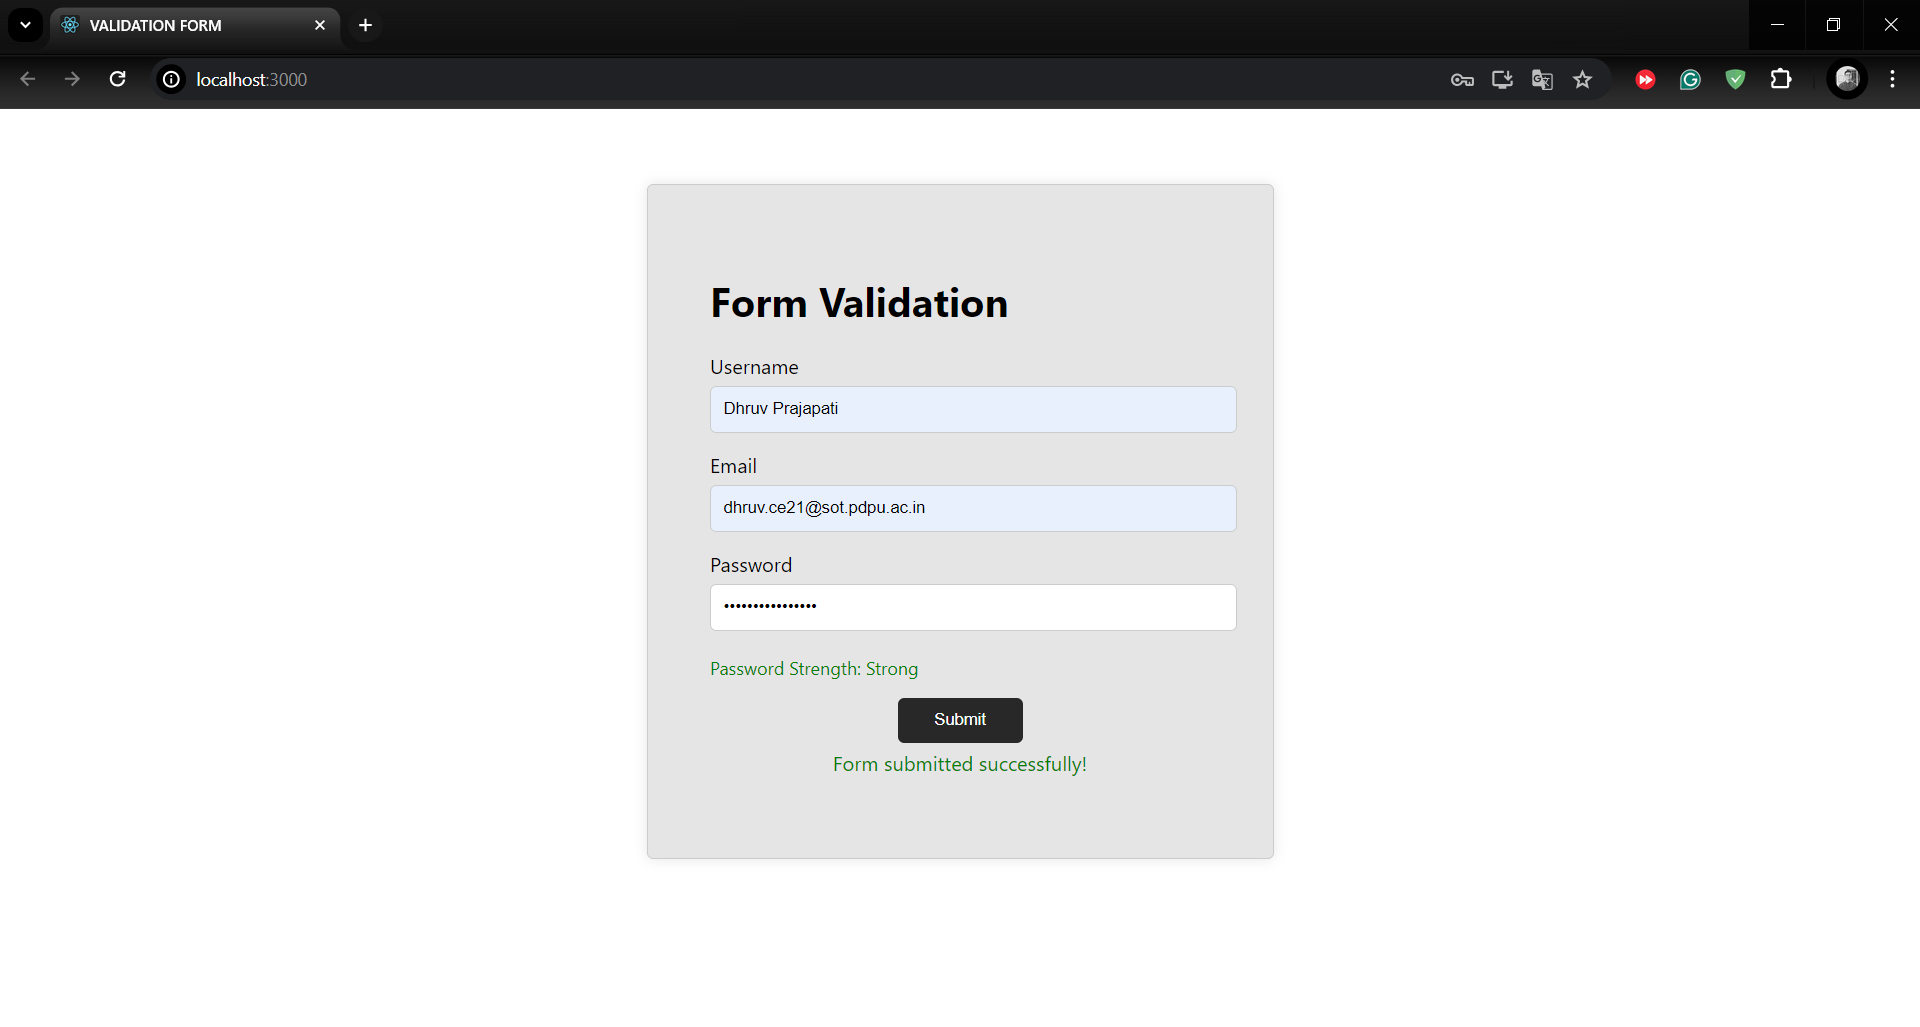 VALIDATION FORM
localhost:3000
Form Validation
Username
Dhruv Prajapati
Email
dhruv.ce21@sot.pdpu.ac.in
Password
••••••••••••••••
Password Strength: Strong
Submit
Form submitted successfully!